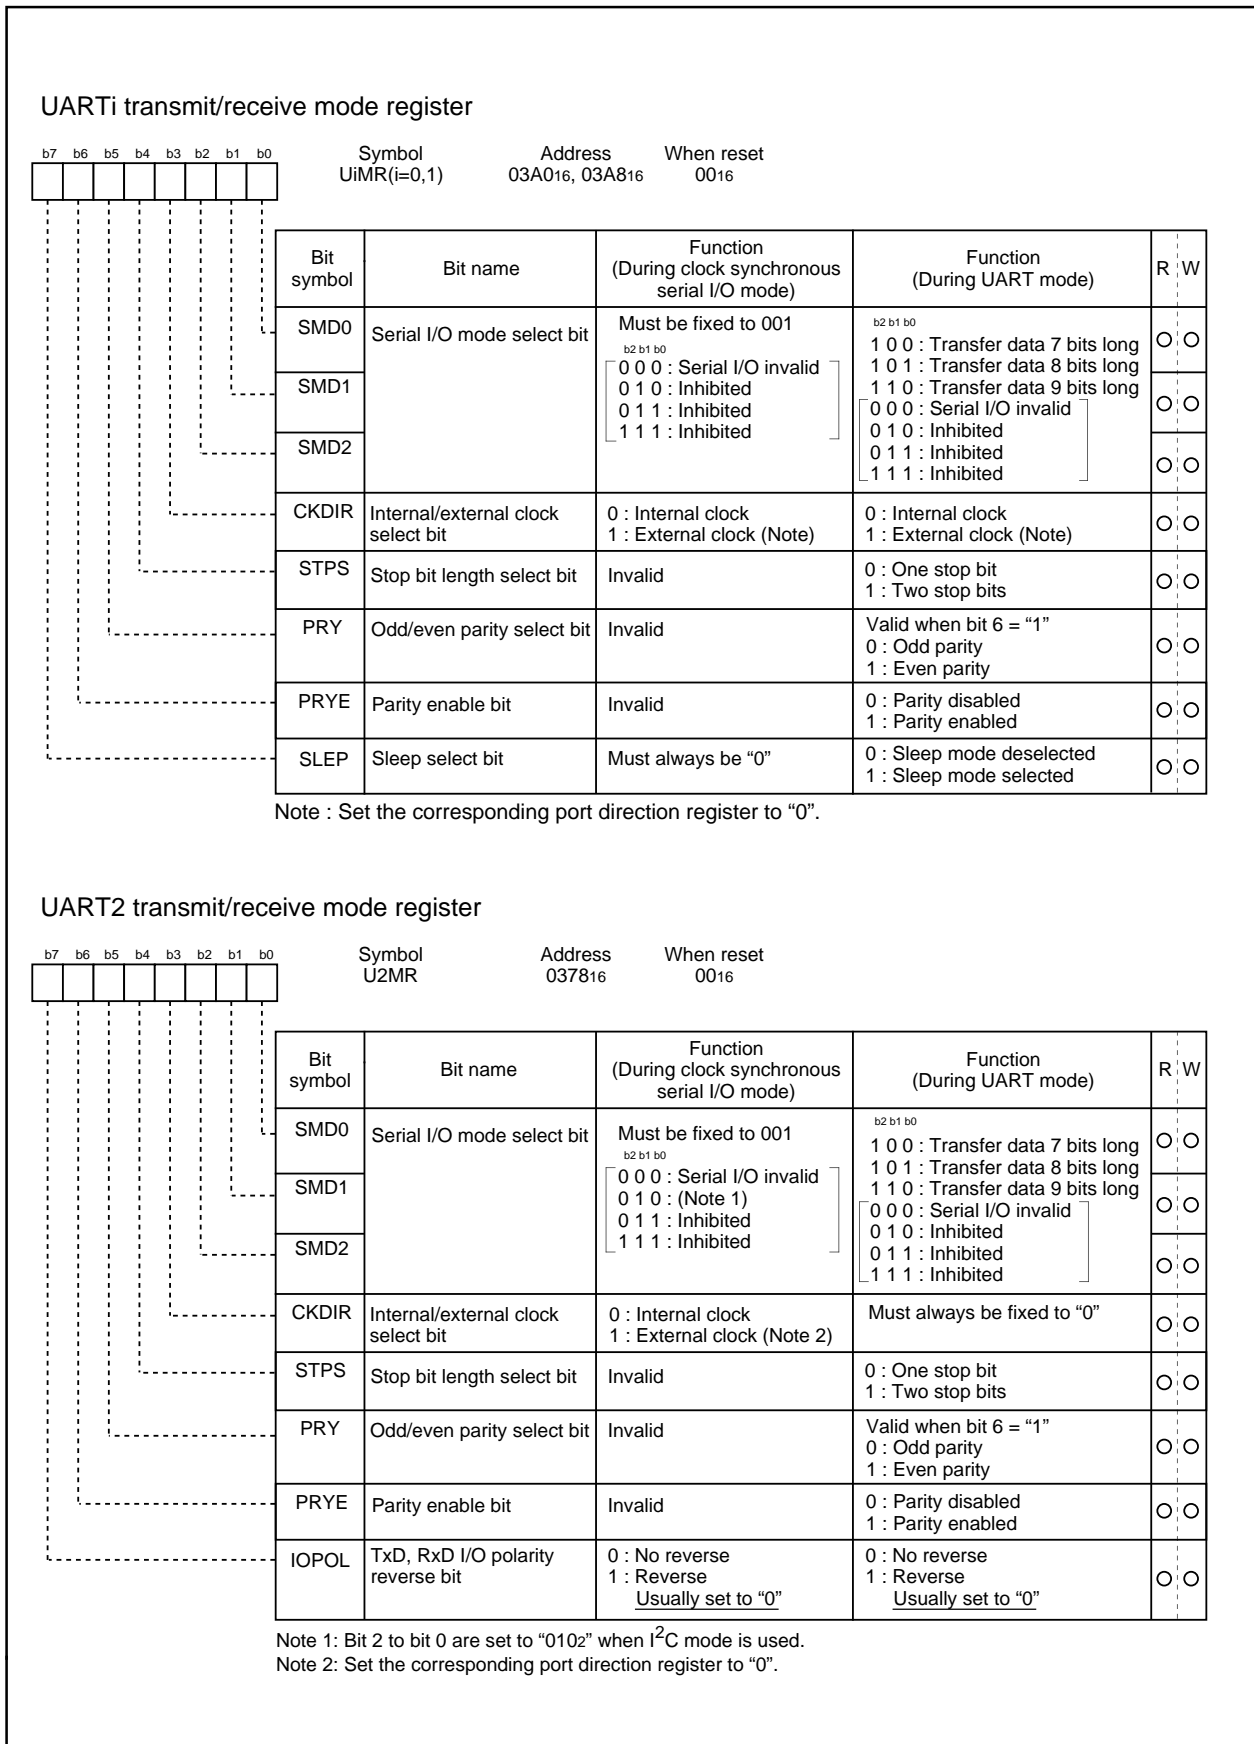 UARTi transmit/receive mode register
b7 b6 b5 b4 b3 b2 b1 b0
Symbol Address When reset
UiMR(i=0,1) 03A016, 03A816 0016
Bit symbol Bit name Function (During clock synchronous serial I/O mode) Function (During UART mode) R W
SMD0 Serial I/O mode select bit
SMD1
SMD2
Must be fixed to 001
b2 b1 b0
0 0 0 : Serial I/O invalid
0 1 0 : Inhibited
0 1 1 : Inhibited
1 1 1 : Inhibited
b2 b1 b0
1 0 0 : Transfer data 7 bits long
1 0 1 : Transfer data 8 bits long
1 1 0 : Transfer data 9 bits long
0 0 0 : Serial I/O invalid
0 1 0 : Inhibited
0 1 1 : Inhibited
1 1 1 : Inhibited
CKDIR Internal/external clock select bit
0 : Internal clock
1 : External clock (Note)
0 : Internal clock
1 : External clock (Note)
STPS Stop bit length select bit Invalid
0 : One stop bit
1 : Two stop bits
PRY Odd/even parity select bit Invalid
Valid when bit 6 = “1”
0 : Odd parity
1 : Even parity
PRYE Parity enable bit Invalid
0 : Parity disabled
1 : Parity enabled
SLEP Sleep select bit Must always be “0”
0 : Sleep mode deselected
1 : Sleep mode selected
Note : Set the corresponding port direction register to “0”.
UART2 transmit/receive mode register
b7 b6 b5 b4 b3 b2 b1 b0
Symbol Address When reset
U2MR 037816 0016
Bit symbol Bit name Function (During clock synchronous serial I/O mode) Function (During UART mode) R W
SMD0 Serial I/O mode select bit
SMD1
SMD2
Must be fixed to 001
b2 b1 b0
0 0 0 : Serial I/O invalid
0 1 0 : (Note 1)
0 1 1 : Inhibited
1 1 1 : Inhibited
b2 b1 b0
1 0 0 : Transfer data 7 bits long
1 0 1 : Transfer data 8 bits long
1 1 0 : Transfer data 9 bits long
0 0 0 : Serial I/O invalid
0 1 0 : Inhibited
0 1 1 : Inhibited
1 1 1 : Inhibited
CKDIR Internal/external clock select bit
0 : Internal clock
1 : External clock (Note 2)
Must always be fixed to “0”
STPS Stop bit length select bit Invalid
0 : One stop bit
1 : Two stop bits
PRY Odd/even parity select bit Invalid
Valid when bit 6 = “1”
0 : Odd parity
1 : Even parity
PRYE Parity enable bit Invalid
0 : Parity disabled
1 : Parity enabled
IOPOL TxD, RxD I/O polarity reverse bit
0 : No reverse
1 : Reverse
Usually set to “0”
0 : No reverse
1 : Reverse
Usually set to “0”
Note 1: Bit 2 to bit 0 are set to “0102” when I2C mode is used.
Note 2: Set the corresponding port direction register to “0”.